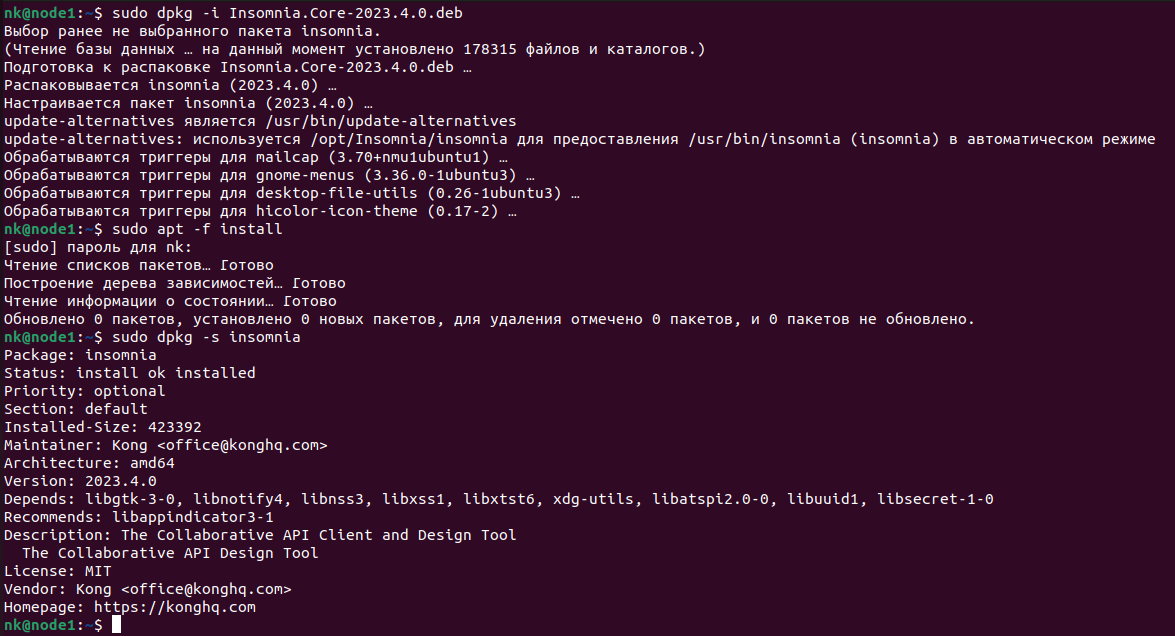 nk@node1:~$ sudo dpkg -i Insomnia.Core-2023.4.0.deb
Выбор ранее не выбранного пакета insomnia.
(Чтение базы данных … на данный момент установлено 178315 файлов и каталогов.)
Подготовка к распаковке Insomnia.Core-2023.4.0.deb …
Распаковывается insomnia (2023.4.0) …
Настраивается пакет insomnia (2023.4.0) …
update-alternatives является /usr/bin/update-alternatives
update-alternatives: используется /opt/Insomnia/insomnia для предоставления /usr/bin/insomnia (insomnia) в автоматическом режиме
Обрабатываются триггеры для mailcap (3.70+nmu1ubuntu1) …
Обрабатываются триггеры для gnome-menus (3.36.0-1ubuntu3) …
Обрабатываются триггеры для desktop-file-utils (0.26-1ubuntu3) …
Обрабатываются триггеры для hicolor-icon-theme (0.17-2) …
nk@node1:~$ sudo apt -f install
[sudo] пароль для nk:
Чтение списков пакетов… Готово
Построение дерева зависимостей… Готово
Чтение информации о состоянии… Готово
Обновлено 0 пакетов, установлено 0 новых пакетов, для удаления отмечено 0 пакетов, и 0 пакетов не обновлено.
nk@node1:~$ sudo dpkg -s insomnia
Package: insomnia
Status: install ok installed
Priority: optional
Section: default
Installed-Size: 423392
Maintainer: Kong <office@konghq.com>
Architecture: amd64
Version: 2023.4.0
Depends: libgtk-3-0, libnotify4, libnss3, libxss1, libxtst6, xdg-utils, libatspi2.0-0, libuuid1, libsecret-1-0
Recommends: libappindicator3-1
Description: The Collaborative API Client and Design Tool
  The Collaborative API Design Tool
License: MIT
Vendor: Kong <office@konghq.com>
Homepage: https://konghq.com
nk@node1:~$